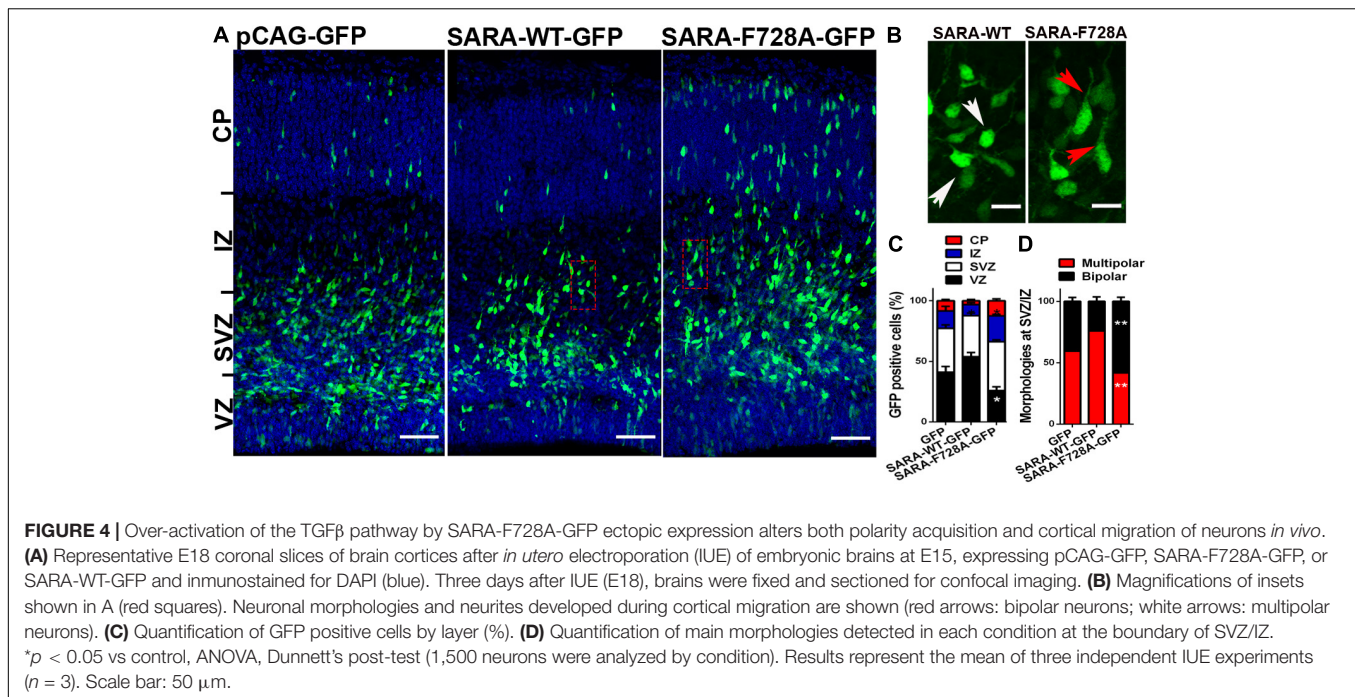 A pCAG-GFP SARA-WT-GFP SARA-F728A-GFP
CP
IZ
SVZ
VZ
B SARA-WT SARA-F728A
C
CP
IZ
SVZ
VZ
GFP positive cells (%)
100
50
0
*
*
GFP
SARA-WT-GFP
SARA-F728A-GFP
D
Multipolar
Bipolar
Morphologies at SVZ/IZ
100
50
0
**
**
GFP
SARA-WT-GFP
SARA-F728A-GFP
FIGURE 4 | Over-activation of the TGFβ pathway by SARA-F728A-GFP ectopic expression alters both polarity acquisition and cortical migration of neurons in vivo.
(A) Representative E18 coronal slices of brain cortices after in utero electroporation (IUE) of embryonic brains at E15, expressing pCAG-GFP, SARA-F728A-GFP, or
SARA-WT-GFP and inmunostained for DAPI (blue). Three days after IUE (E18), brains were fixed and sectioned for confocal imaging. (B) Magnifications of insets
shown in A (red squares). Neuronal morphologies and neurites developed during cortical migration are shown (red arrows: bipolar neurons; white arrows: multipolar
neurons). (C) Quantification of GFP positive cells by layer (%). (D) Quantification of main morphologies detected in each condition at the boundary of SVZ/IZ.
*p < 0.05 vs control, ANOVA, Dunnett's post-test (1,500 neurons were analyzed by condition). Results represent the mean of three independent IUE experiments
(n = 3). Scale bar: 50 μm.